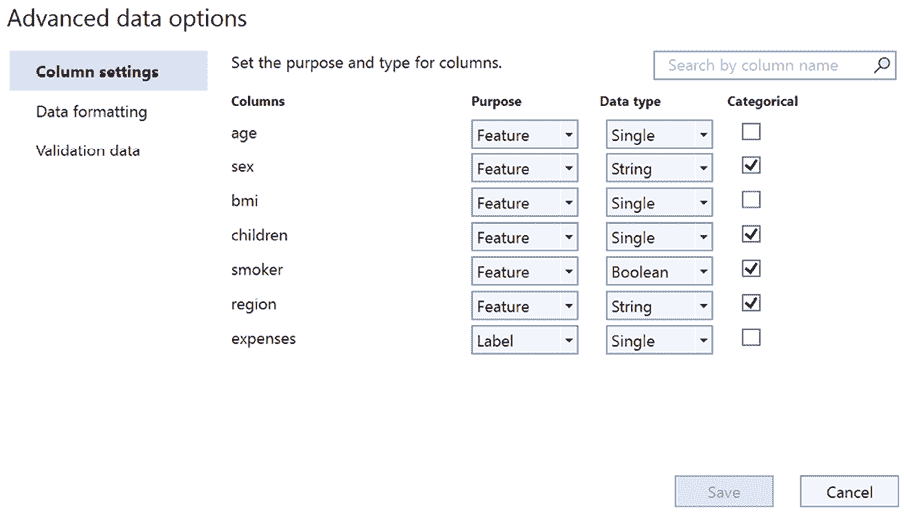 Advanced data options
Column settings
Data formatting
Validation data
Set the purpose and type for columns.
Search by column name
Columns Purpose Data type Categorical
age Feature Single
sex Feature String
bmi Feature Single
children Feature Single
smoker Feature Boolean
region Feature String
expenses Label Single
Save Cancel